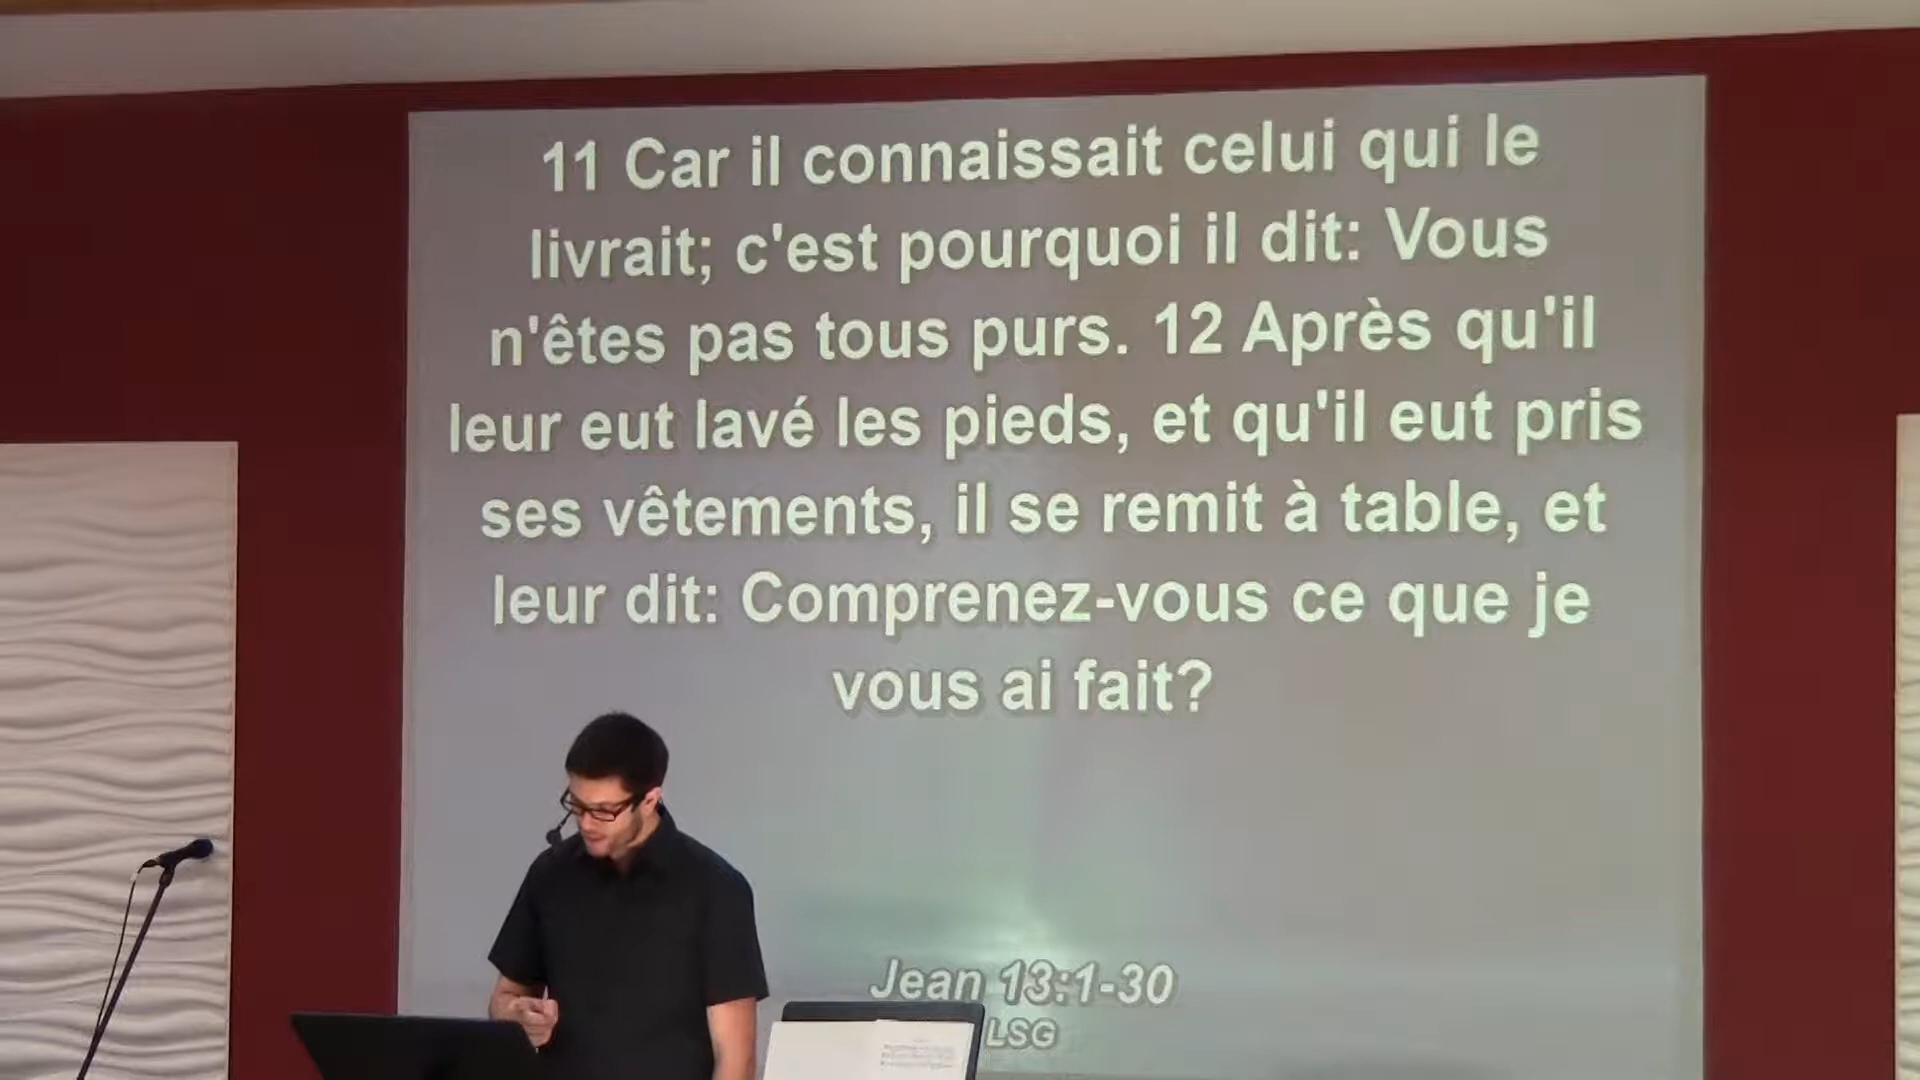 11 Car il connaissait celui qui le
livrait; c'est pourquoi il dit: Vous
n'êtes pas tous purs. 12 Après qu'il
leur eut lavé les pieds, et qu'il eut pris
ses vêtements, il se remit à table, et
leur dit: Comprenez-vous ce que je
vous ai fait?
Jean 13:1-30
LSG